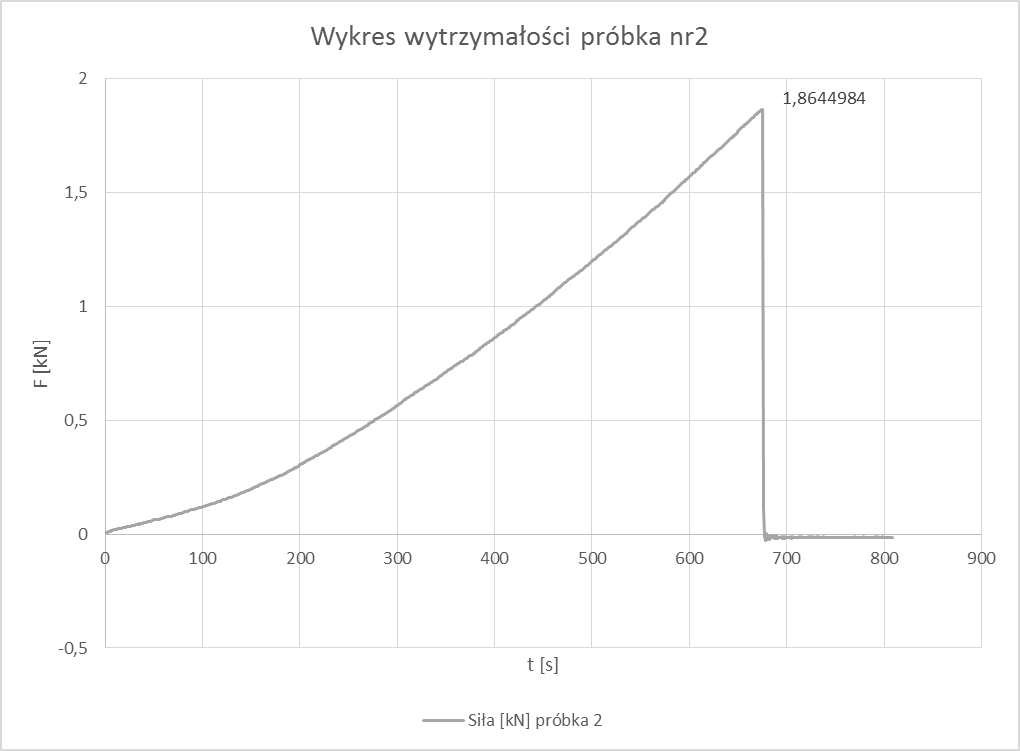 Wykres wytrzymałości próbka nr2
1,8644984
2
1,5
1
0,5
0
-0,5
F [kN]
0 100 200 300 400 500 600 700 800 900
t [s]
Siła [kN] próbka 2